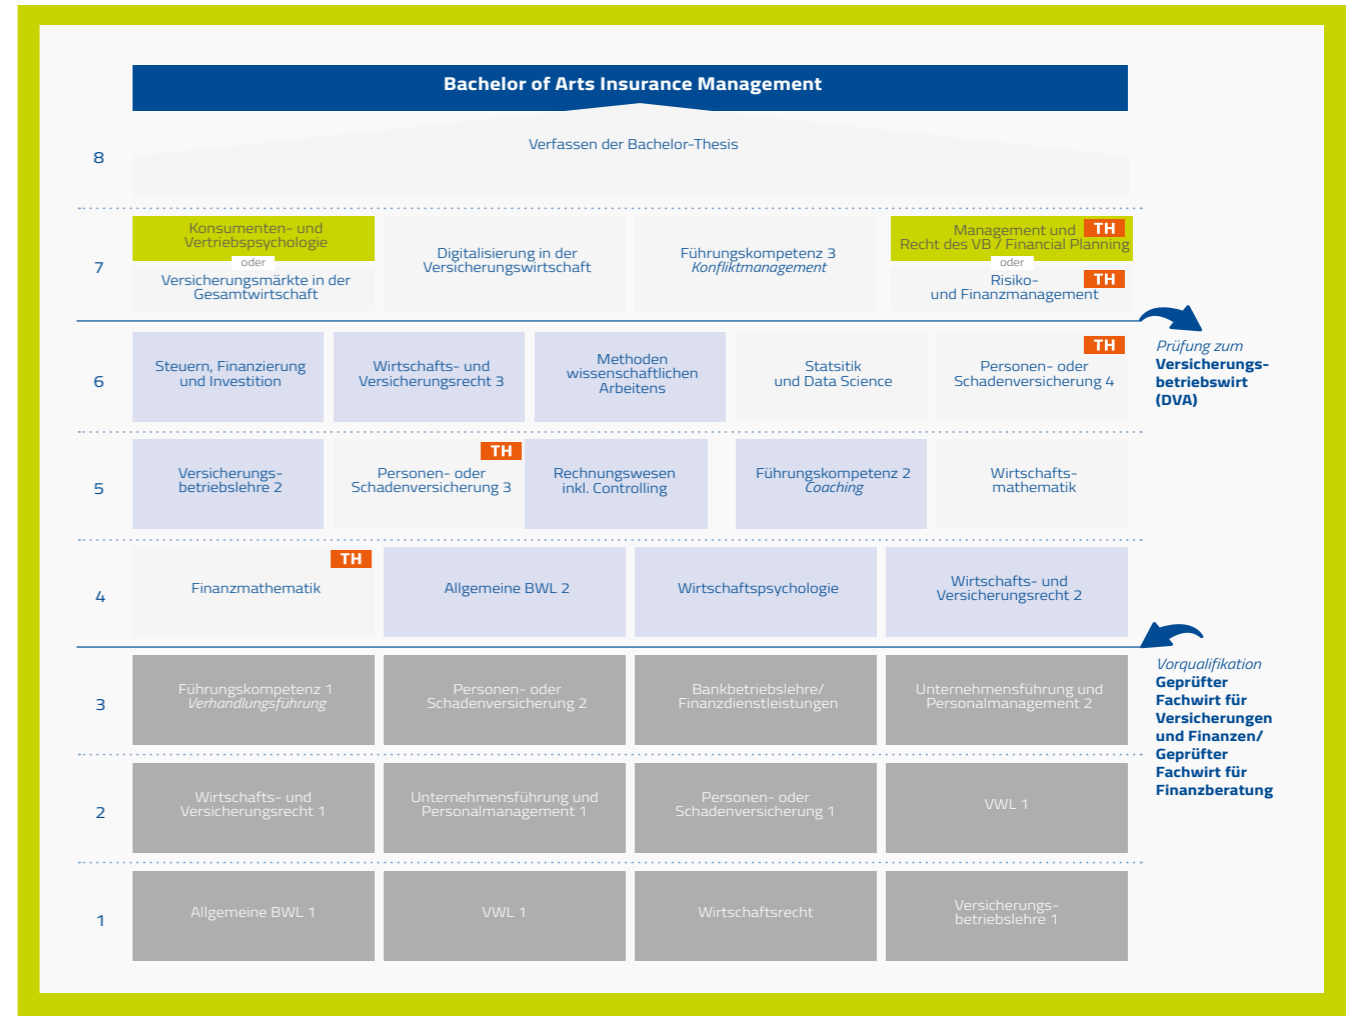 Bachelor of Arts Insurance Management
8
Verfassen der Bachelor-Thesis
7
Konsumenten- und
Vertriebspsychologie
oder
Versicherungsmärkte in der
Gesamtwirtschaft
Digitalisierung in der
Versicherungswirtschaft
Führungskompetenz 3
Konfliktmanagement
Management und
TH
Recht des VB / Financial Planning
oder
Risiko-
TH
und Finanzmanagement
Prüfung zum
Versicherungs-
betriebswirt
(DVA)
6
Steuern, Finanzierung
und Investition
Wirtschafts- und
Versicherungsrecht 3
Methoden
wissenschaftlichen
Arbeitens
Statsitik
und Data Science
TH
Personen- oder
Schadenversicherung 4
5
Versicherungs-
betriebslehre 2
TH
Personen- oder
Schadenversicherung 3
Rechnungswesen
inkl. Controlling
Führungskompetenz 2
Coaching
Wirtschafts-
mathematik
4
TH
Finanzmathematik
Allgemeine BWL 2
Wirtschaftspsychologie
Wirtschafts- und
Versicherungsrecht 2
Vorqualifikation
Geprüfter
Fachwirt für
Versicherungen
und Finanzen/
Geprüfter
Fachwirt für
Finanzberatung
3
Führungskompetenz 1
Verhandlungsführung
Personen- oder
Schadenversicherung 2
Bankbetriebslehre/
Finanzdienstleistungen
Unternehmensführung und
Personalmanagement 2
2
Wirtschafts- und
Versicherungsrecht 1
Unternehmensführung und
Personalmanagement 1
Personen- oder
Schadenversicherung 1
VWL 1
1
Allgemeine BWL 1
VWL 1
Wirtschaftsrecht
Versicherungs-
betriebslehre 1